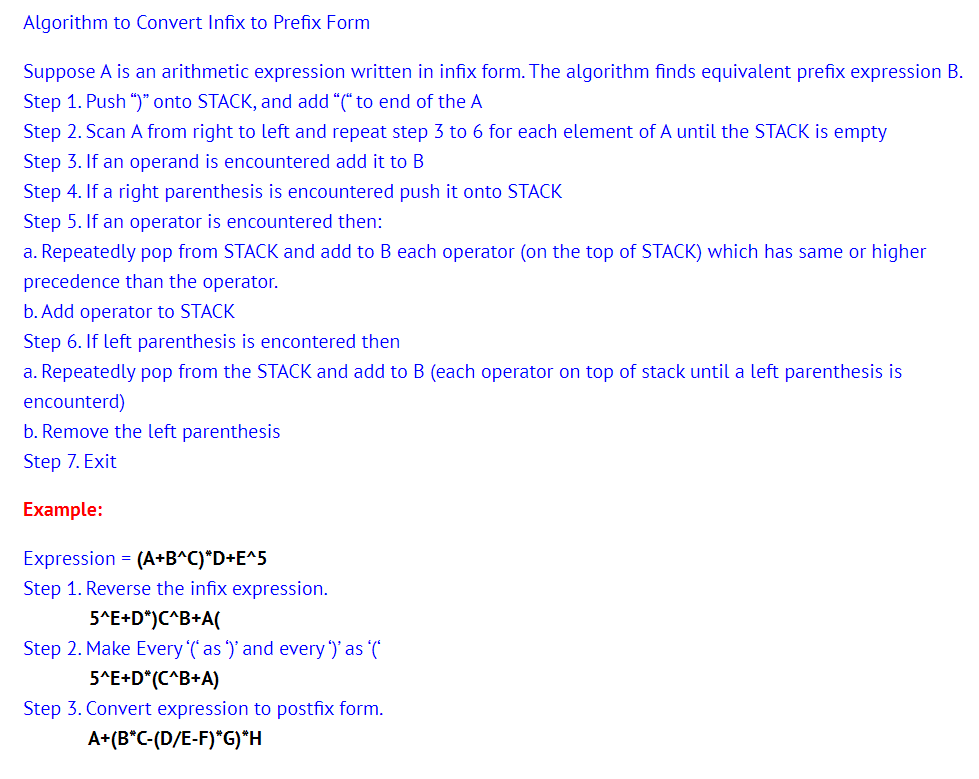 Algorithm to Convert Infix to Prefix Form
Suppose A is an arithmetic expression written in infix form. The algorithm finds equivalent prefix expression B.
Step 1. Push “)” onto STACK, and add “(“ to end of the A
Step 2. Scan A from right to left and repeat step 3 to 6 for each element of A until the STACK is empty
Step 3. If an operand is encountered add it to B
Step 4. If a right parenthesis is encountered push it onto STACK
Step 5. If an operator is encountered then:
a. Repeatedly pop from STACK and add to B each operator (on the top of STACK) which has same or higher
precedence than the operator.
b. Add operator to STACK
Step 6. If left parenthesis is encontered then
a. Repeatedly pop from the STACK and add to B (each operator on top of stack until a left parenthesis is
encounterd)
b. Remove the left parenthesis
Step 7. Exit
Example:
Expression = (A+B^C)*D+E^5
Step 1. Reverse the infix expression.
5^E+D*)C^B+A(
Step 2. Make Every ‘(‘ as ‘)’ and every ‘)’ as ‘(‘
5^E+D*(C^B+A)
Step 3. Convert expression to postfix form.
A+(B*C-(D/E-F)*G)*H